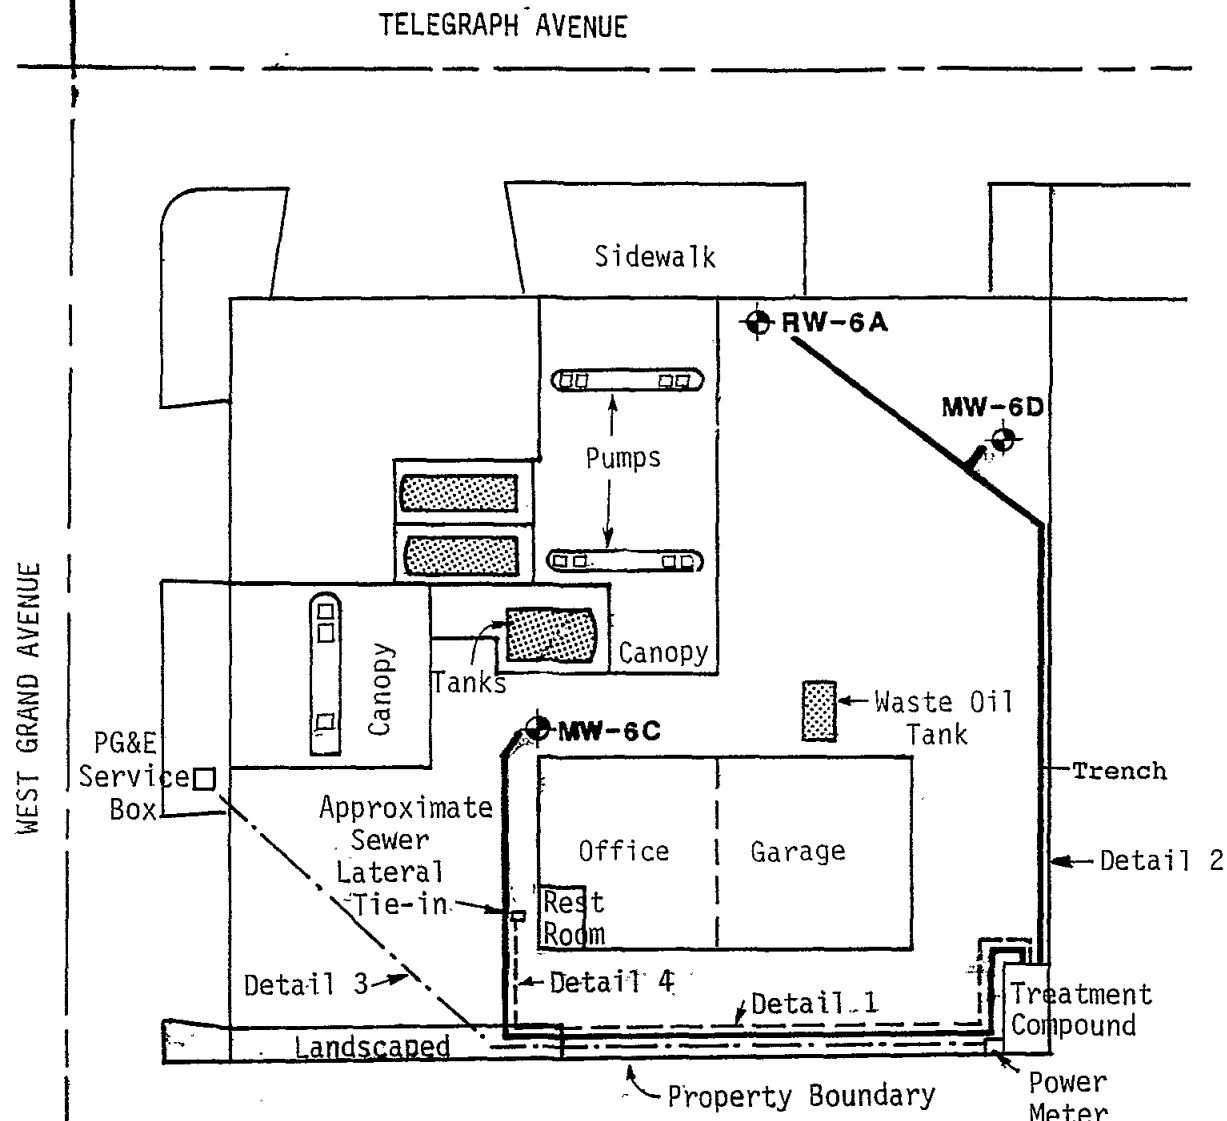 TELEGRAPH AVENUE
Sidewalk
RW-6A
MW-6D
Pumps
WEST GRAND AVENUE
Canopy
Tanks
Canopy
Waste Oil
Tank
MW-6C
PG&E
Service
Box
Trench
Approximate
Sewer
Lateral
Tie-in
Office
Garage
Detail 2
Rest
Room
Detail 3
Detail 4
Detail 1
Treatment
Compound
Landscaped
Property Boundary
Power
Meter